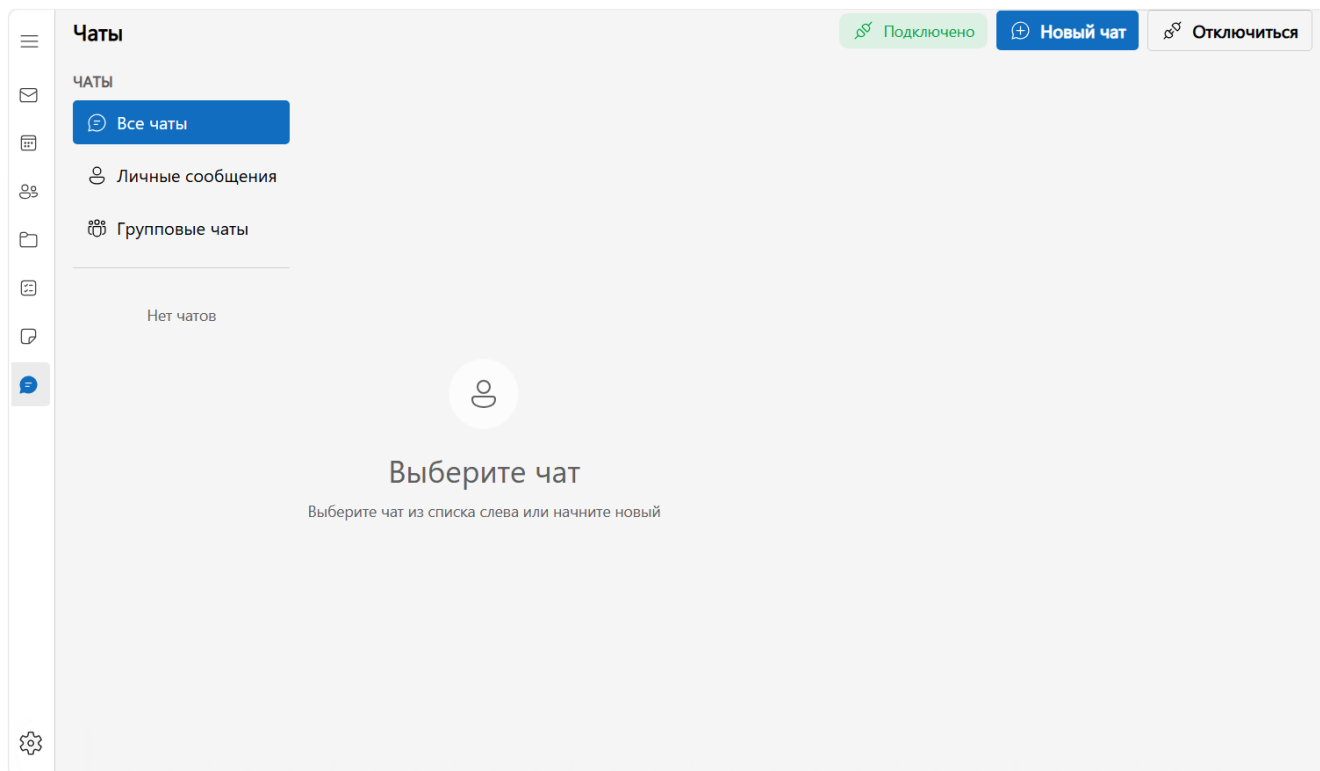 Чаты
Подключено
Новый чат
Отключиться
ЧАТЫ
Все чаты
Личные сообщения
Групповые чаты
Нет чатов
Выберите чат
Выберите чат из списка слева или начните новый